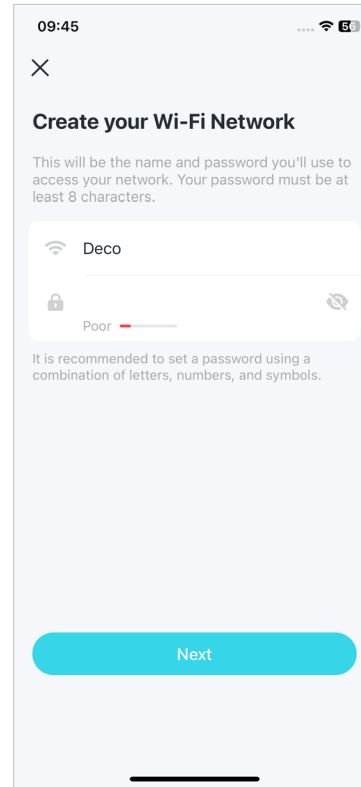 09:45
56
Create your Wi-Fi Network
This will be the name and password you'll use to
access your network. Your password must be at
least 8 characters.
Deco
Poor
It is recommended to set a password using a
combination of letters, numbers, and symbols.
Next